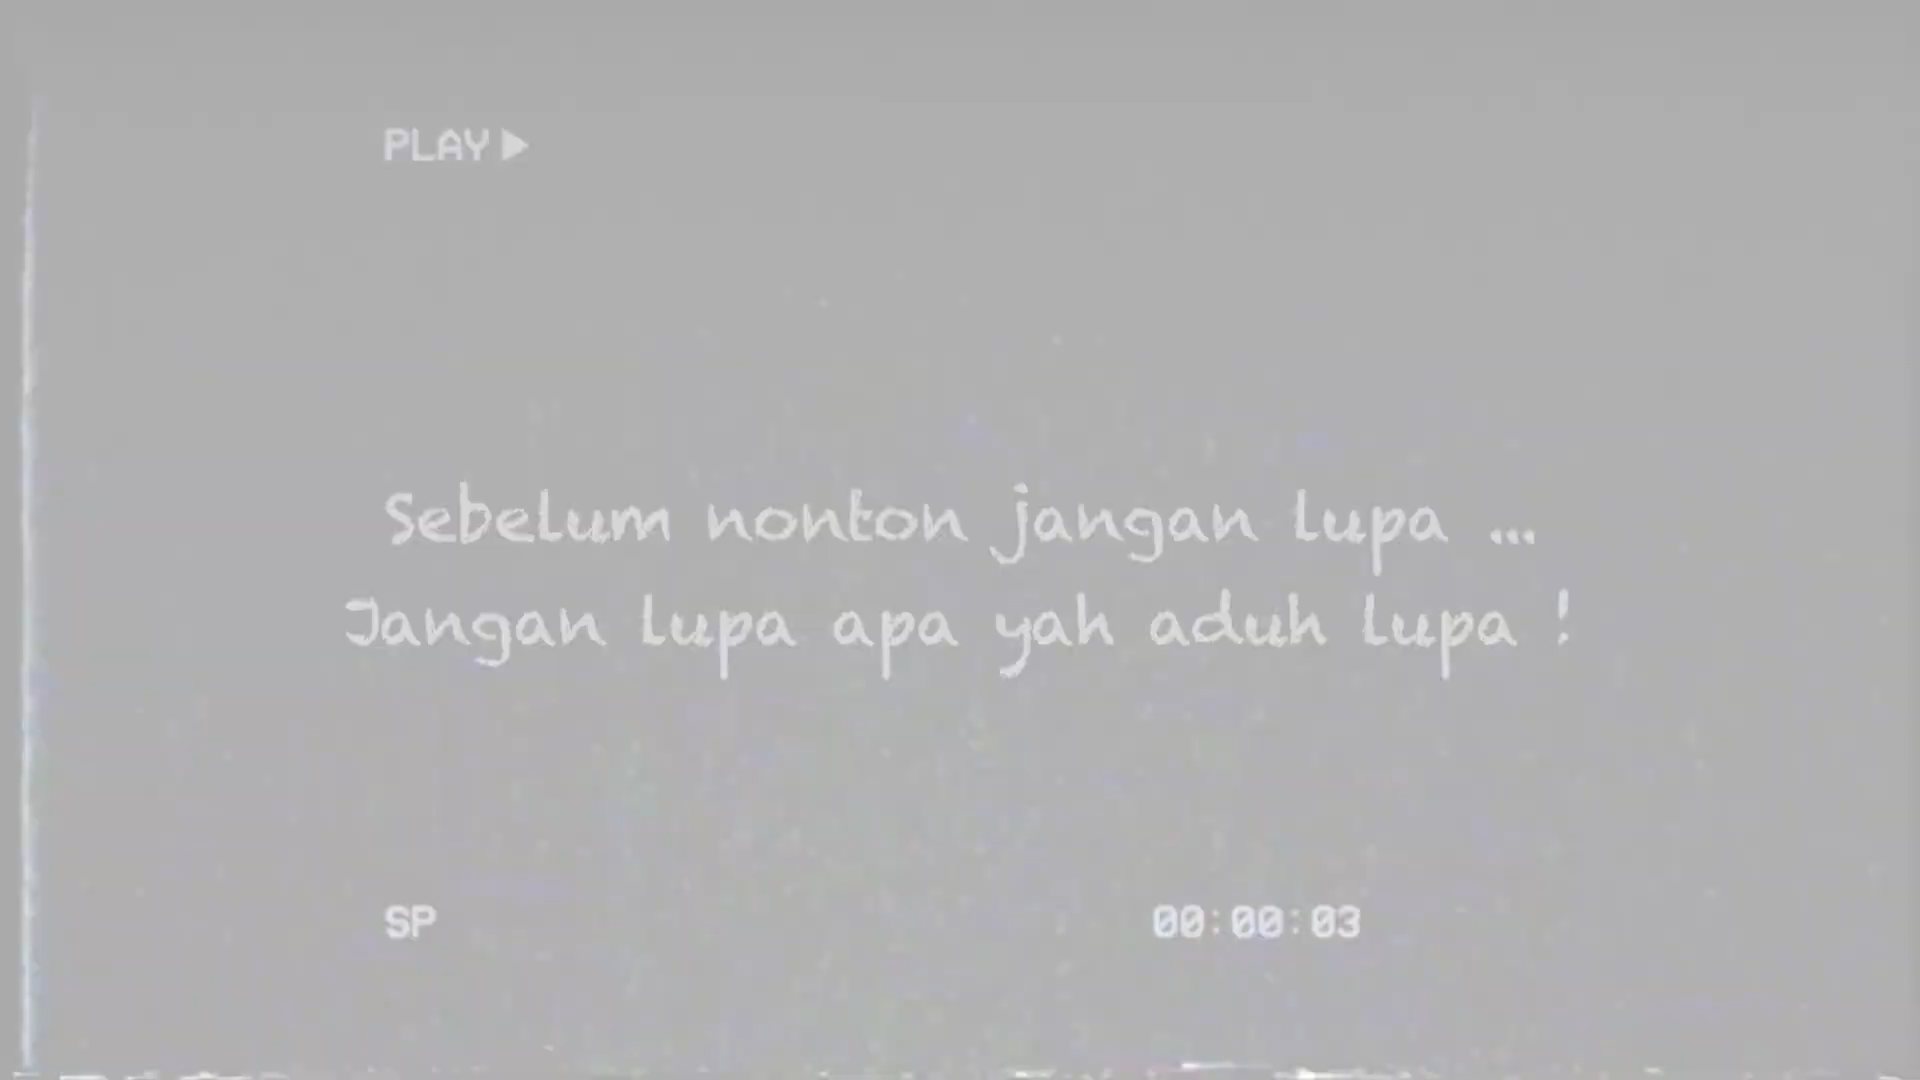 PLAY ▶
Sebelum nonton jangan lupa ...
Jangan lupa apa yah aduh lupa !
SP
00:00:03